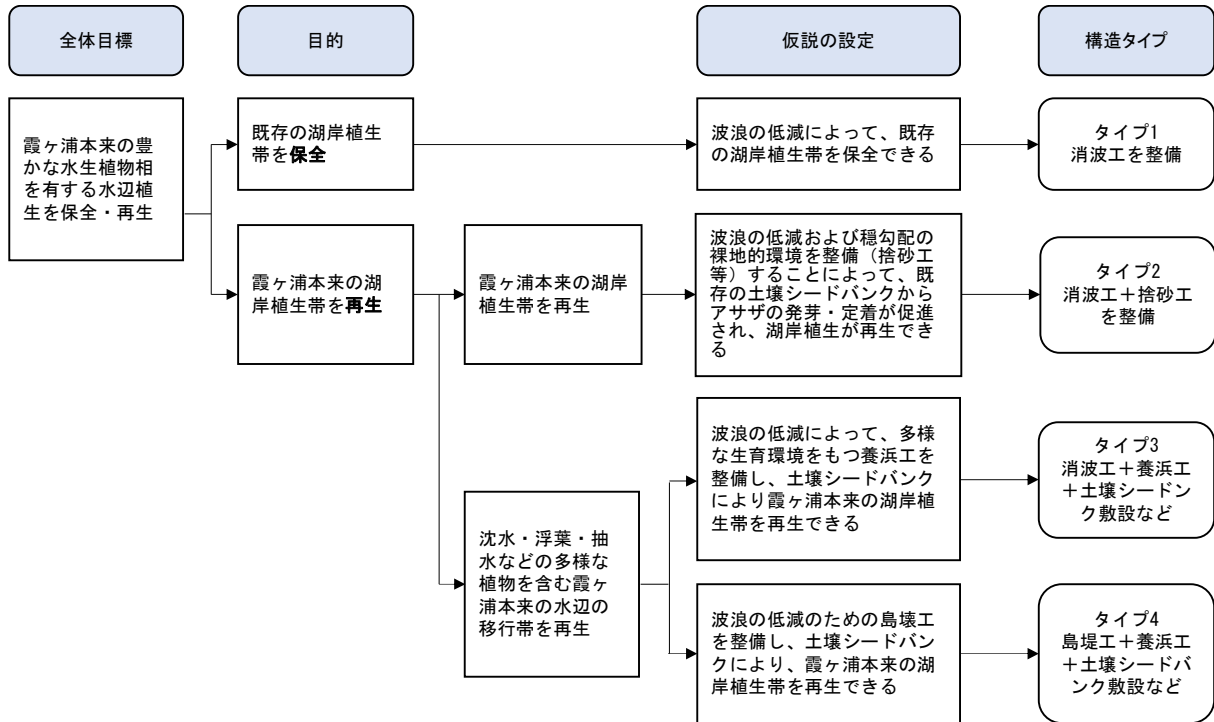 全体目標
目的
仮説の設定
構造タイプ
霞ヶ浦本来の豊
かな水生植物相
を有する水辺植
生を保全・再生
既存の湖岸植生
帯を保全
波浪の低減によって、既存
の湖岸植生帯を保全できる
タイプ1
消波工を整備
霞ヶ浦本来の湖
岸植生帯を再生
霞ヶ浦本来の湖岸
植生帯を再生
波浪の低減および穏勾配の
裸地的環境を整備（捨砂工
等）することによって、既
存の土壌シードバンクから
アサザの発芽・定着が促進
され、湖岸植生が再生でき
る
タイプ2
消波工＋捨砂工
を整備
沈水・浮葉・抽
水などの多様な
植物を含む霞ヶ
浦本来の水辺の
移行帯を再生
波浪の低減によって、多様
な生育環境をもつ養浜工を
整備し、土壌シードバンク
により霞ヶ浦本来の湖岸植
生帯を再生できる
タイプ3
消波工＋養浜工
＋土壌シードン
ク敷設など
波浪の低減のための島壊工
を整備し、土壌シードバン
クにより、霞ヶ浦本来の湖
岸植生帯を再生できる
タイプ4
島堤工＋養浜工
＋土壌シードバ
ンク敷設など